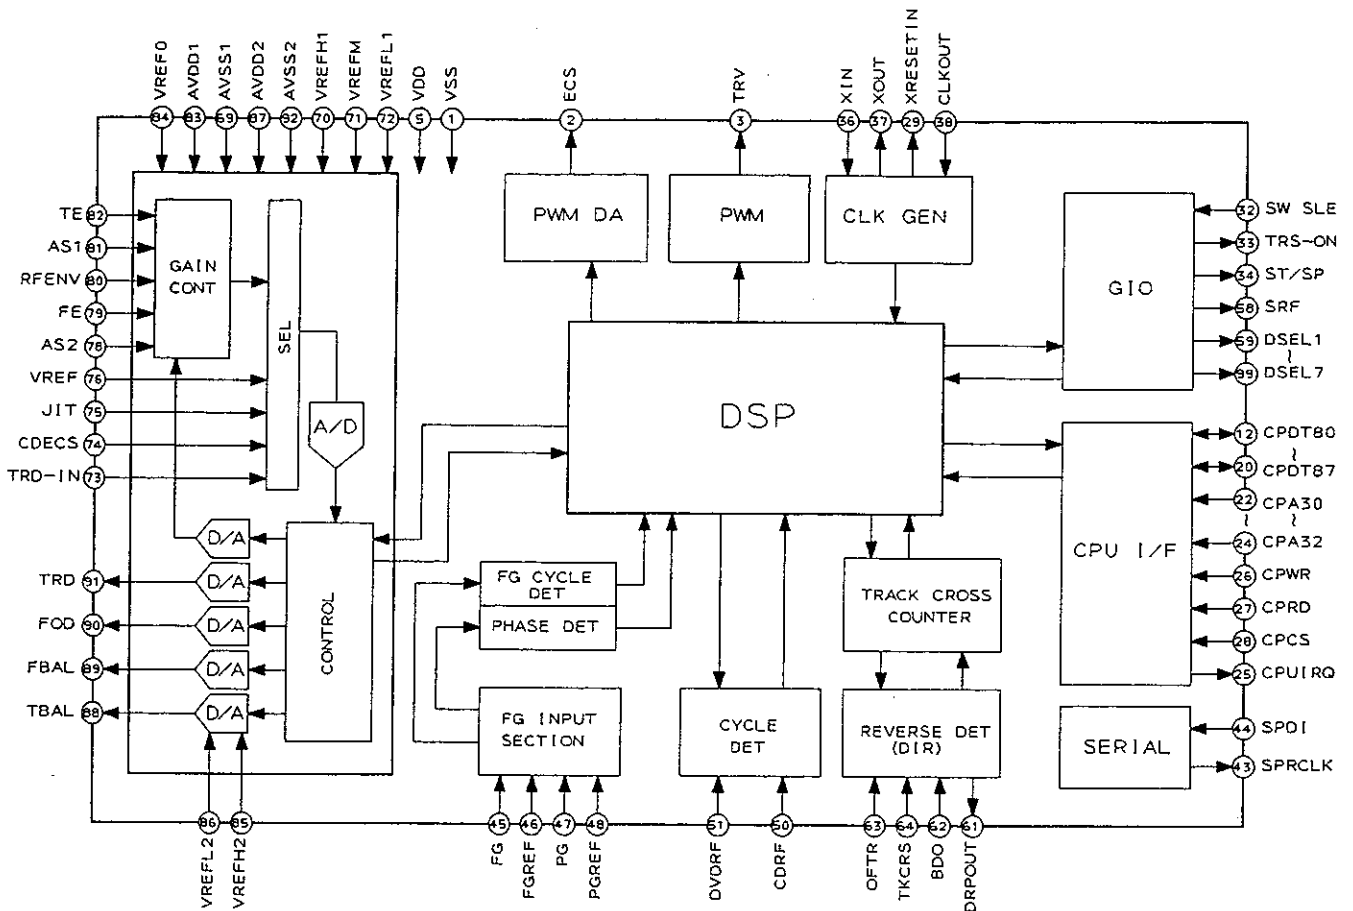 VREF0
AVDD1
AVSS1
AVDD2
AVSS2
VREFH1
VREFM
VREFL1
VDD
VSS
ECS
TRV
XIN
XOUT
XRESETIN
CLKOUT
84
83
69
87
92
70
71
72
5
1
2
3
36
37
29
38
TE 82
AS1 81
RFENV 80
FE 79
AS2 78
VREF 76
JIT 75
CDECS 74
TRD-IN 73
TRD 91
FOD 90
FBAL 89
TBAL 88
GAIN
CONT
SEL
A/D
D/A
D/A
D/A
D/A
D/A
CONTROL
PWM DA
PWM
CLK GEN
DSP
GIO
CPU I/F
SERIAL
FG CYCLE
DET
PHASE DET
FG INPUT
SECTION
CYCLE
DET
TRACK CROSS
COUNTER
REVERSE DET
(DIR)
32 SW SLE
33 TRS-ON
34 ST/SP
58 SRF
59 DSEL1
~
99 DSEL7
12 CPDT80
~
20 CPDT87
22 CPA30
~
24 CPA32
26 CPWR
27 CPRD
28 CPCS
25 CPUIRQ
44 SPDI
43 SPRCLK
86
85
45
46
47
48
51
50
63
64
62
61
VREFL2
VREFH2
FG
FGREF
PG
PGREF
DVDRF
CDRF
OFTR
TKCRS
BDO
DRPOUT